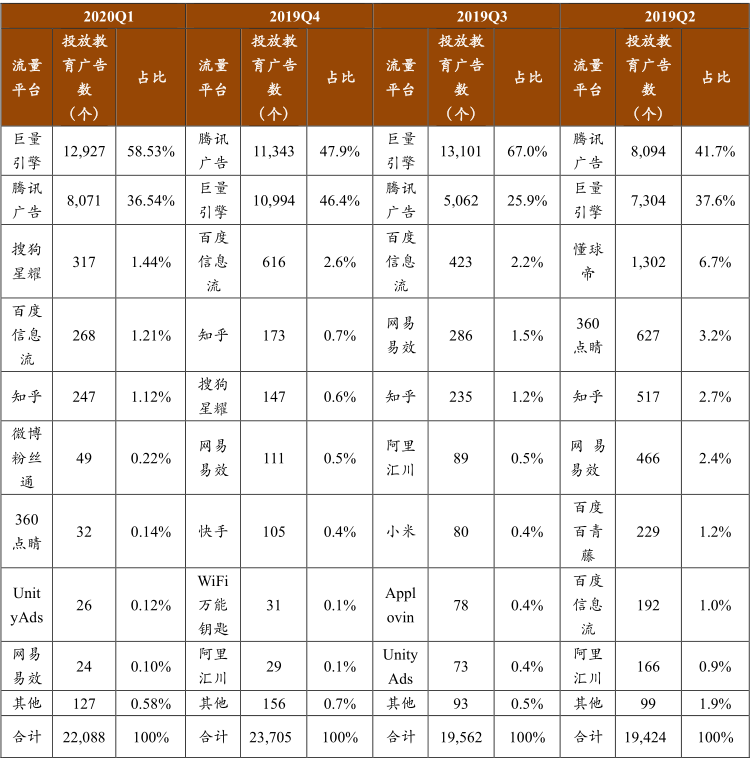 2020Q1 2019Q4 2019Q3 2019Q2
流量平台 投放教育广告数（个） 占比 流量平台 投放教育广告数（个） 占比 流量平台 投放教育广告数（个） 占比 流量平台 投放教育广告数（个） 占比
巨量引擎 12,927 58.53% 腾讯广告 11,343 47.9% 巨量引擎 13,101 67.0% 腾讯广告 8,094 41.7%
腾讯广告 8,071 36.54% 巨量引擎 10,994 46.4% 腾讯广告 5,062 25.9% 巨量引擎 7,304 37.6%
搜狗星耀 317 1.44% 百度信息流 616 2.6% 百度信息流 423 2.2% 懂球帝 1,302 6.7%
百度信息流 268 1.21% 知乎 173 0.7% 网易易效 286 1.5% 360点睛 627 3.2%
知乎 247 1.12% 搜狗星耀 147 0.6% 知乎 235 1.2% 知乎 517 2.7%
微博粉丝通 49 0.22% 网易易效 111 0.5% 阿里汇川 89 0.5% 网 易易效 466 2.4%
360点睛 32 0.14% 快手 105 0.4% 小米 80 0.4% 百度百青藤 229 1.2%
UnityAds 26 0.12% WiFi万能钥匙 31 0.1% Applovin 78 0.4% 百度信息流 192 1.0%
网易易效 24 0.10% 阿里汇川 29 0.1% Unity Ads 73 0.4% 阿里汇川 166 0.9%
其他 127 0.58% 其他 156 0.7% 其他 93 0.5% 其他 99 1.9%
合计 22,088 100% 合计 23,705 100% 合计 19,562 100% 合计 19,424 100%